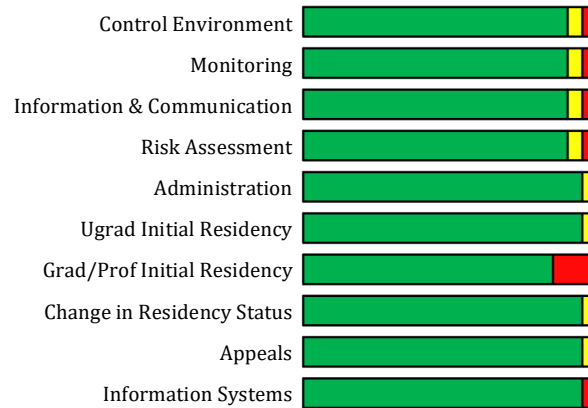 Control Environment
Monitoring
Information & Communication
Risk Assessment
Administration
Ugrad Initial Residency
Grad/Prof Initial Residency
Change in Residency Status
Appeals
Information Systems